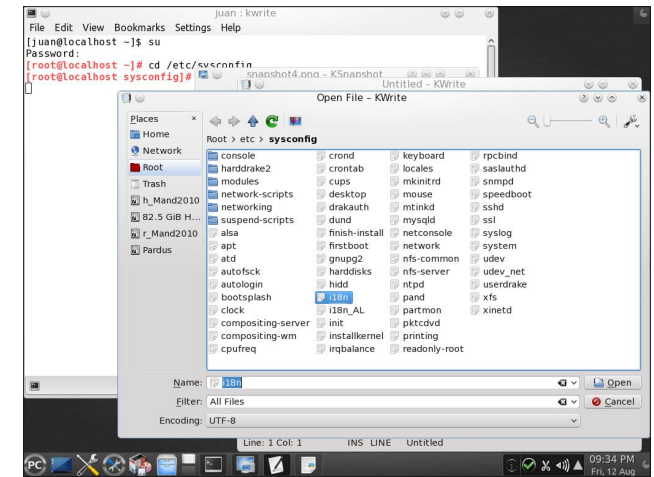 juan : kwrite
File Edit View Bookmarks Settings Help
[juan@localhost ~]$ su
Password:
[root@localhost ~]# cd /etc/sysconfig
[root@localhost sysconfig]#
snapshot4.png – KSnapshot
Untitled – KWrite
Open File – KWrite
Places
Home
Network
Root
Trash
h_Mand2010
82.5 GiB H...
r_Mand2010
Pardus
Root > etc > sysconfig
console crond keyboard rpcbind
harddrake2 crontab locales saslauthd
modules cups mkinitrd snmpd
network-scripts desktop mouse speedboot
networking drakauth mtinkd sshd
suspend-scripts dund mysqld ssl
alsa finish-install netconsole syslog
apt firstboot network system
atd gnupg2 nfs-common udev
autofsck harddisks nfs-server udev_net
autologin hidd ntpd userdrake
bootsplash i18n pand xfs
clock i18n_AL partmon xinetd
compositing-server init pktcdvd
compositing-wm installkernel printing
cpufreq irqbalance readonly-root
Name: i18n Open
Filter: All Files Cancel
Encoding: UTF-8
Line: 1 Col: 1 INS LINE Untitled
PC
09:34 PM
Fri, 12 Aug